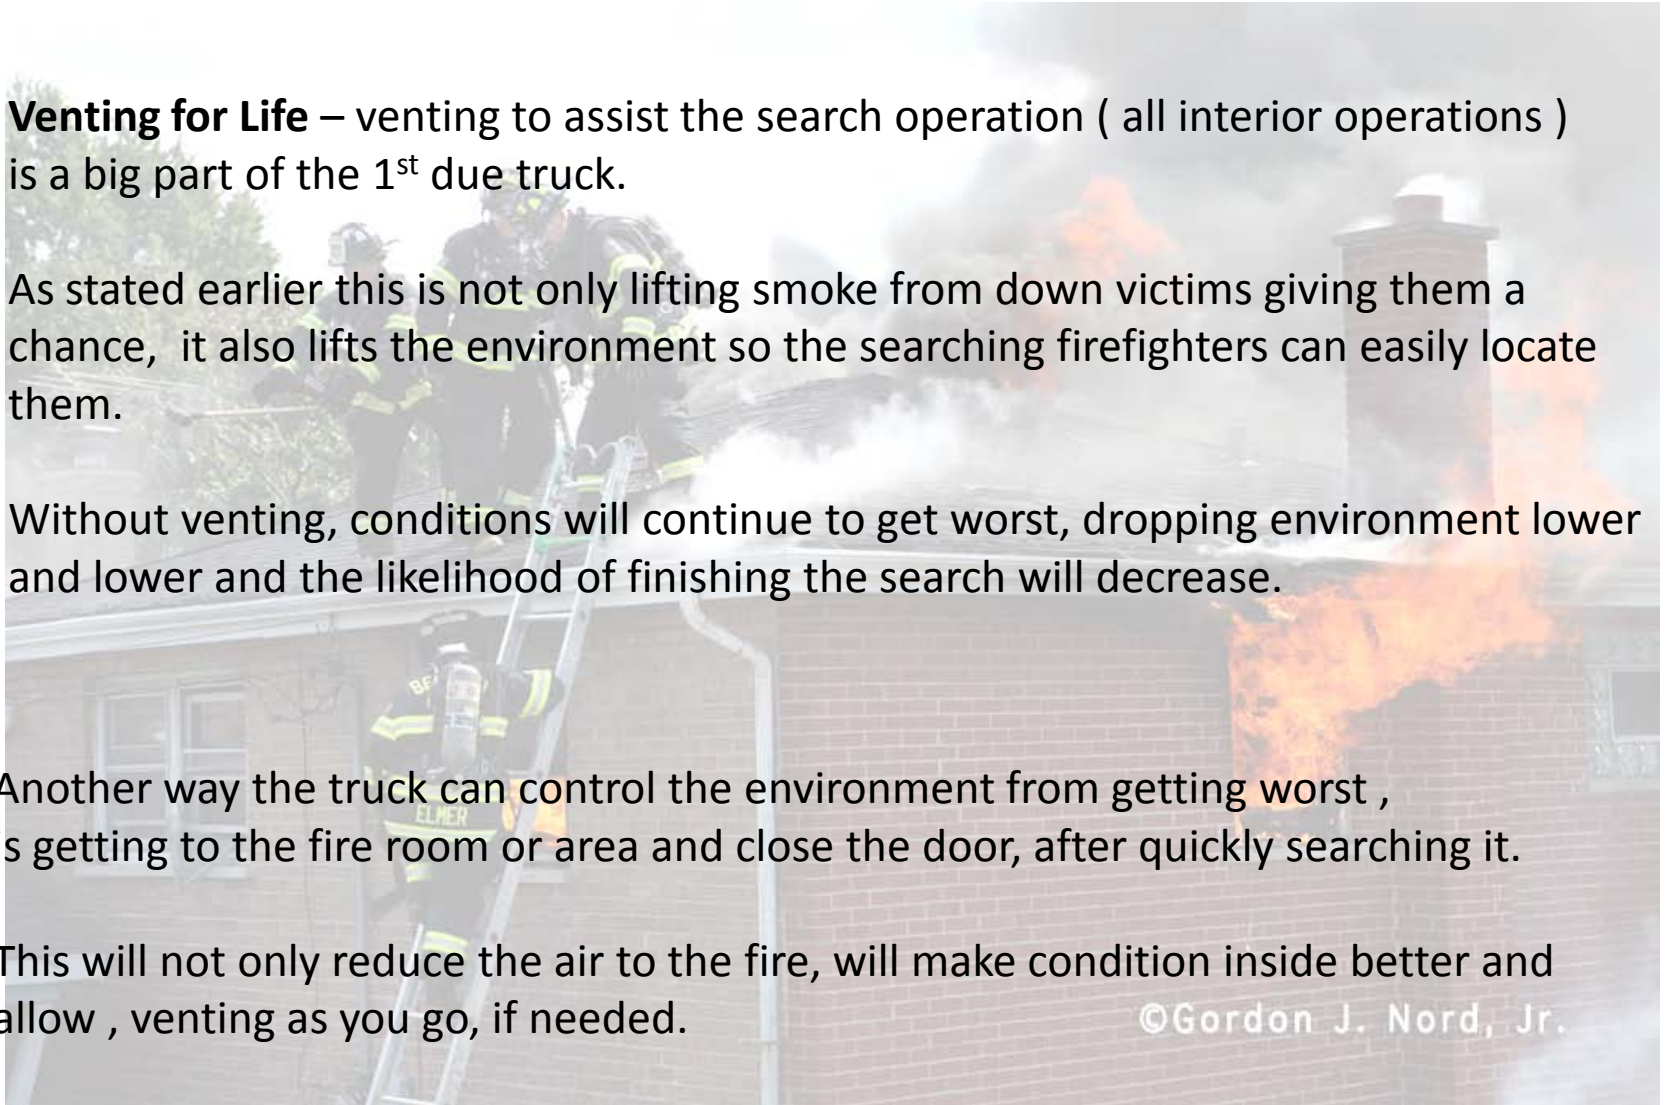 Venting for Life – venting to assist the search operation ( all interior operations )
is a big part of the 1st due truck.
As stated earlier this is not only lifting smoke from down victims giving them a
chance,  it also lifts the environment so the searching firefighters can easily locate
them.
Without venting, conditions will continue to get worst, dropping environment lower
and lower and the likelihood of finishing the search will decrease.
Another way the truck can control the environment from getting worst ,
is getting to the fire room or area and close the door, after quickly searching it.
This will not only reduce the air to the fire, will make condition inside better and
allow , venting as you go, if needed.
ELMER
©Gordon J. Nord, Jr.